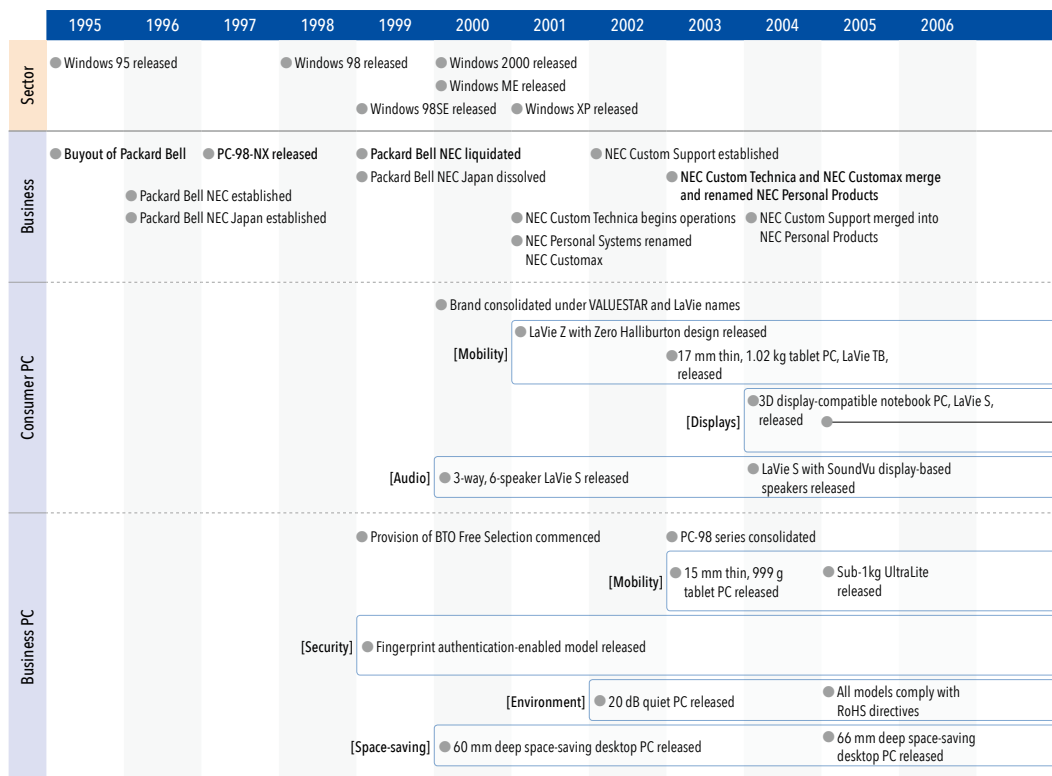 1995 1996 1997 1998 1999 2000 2001 2002 2003 2004 2005 2006
Sector
Windows 95 released
Windows 98 released
Windows 2000 released
Windows ME released
Windows 98SE released
Windows XP released
Business
Buyout of Packard Bell
PC-98-NX released
Packard Bell NEC liquidated
NEC Custom Support established
Packard Bell NEC Japan dissolved
NEC Custom Technica and NEC Customax merge
and renamed NEC Personal Products
Packard Bell NEC established
Packard Bell NEC Japan established
NEC Custom Technica begins operations
NEC Custom Support merged into
NEC Personal Products
NEC Personal Systems renamed
NEC Customax
Consumer PC
Brand consolidated under VALUESTAR and LaVie names
[Mobility]
LaVie Z with Zero Halliburton design released
17 mm thin, 1.02 kg tablet PC, LaVie TB,
released
[Displays]
3D display-compatible notebook PC, LaVie S,
released
[Audio]
3-way, 6-speaker LaVie S released
LaVie S with SoundVu display-based
speakers released
Business PC
Provision of BTO Free Selection commenced
PC-98 series consolidated
[Mobility]
15 mm thin, 999 g
tablet PC released
Sub-1kg UltraLite
released
[Security]
Fingerprint authentication-enabled model released
[Environment]
20 dB quiet PC released
All models comply with
RoHS directives
[Space-saving]
60 mm deep space-saving desktop PC released
66 mm deep space-saving
desktop PC released